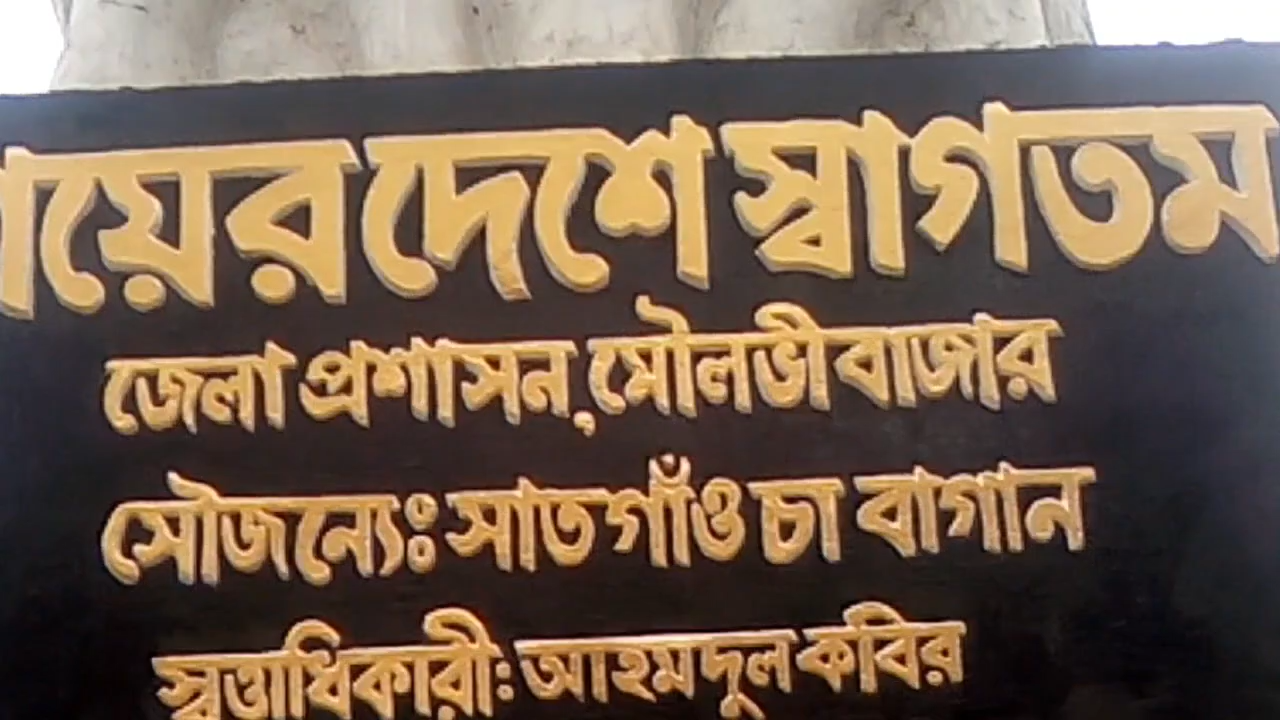 ায়ের দেশে স্বাগতম
জেলা প্রশাসন, মৌলভীবাজার
সৌজন্যেঃ সাতগাঁও চা বাগান
স্বত্তাধিকারী: আহমদুল কবির